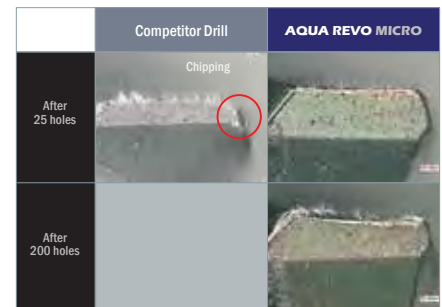 Competitor Drill
AQUA REVO MICRO
Chipping
After
25 holes
After
200 holes